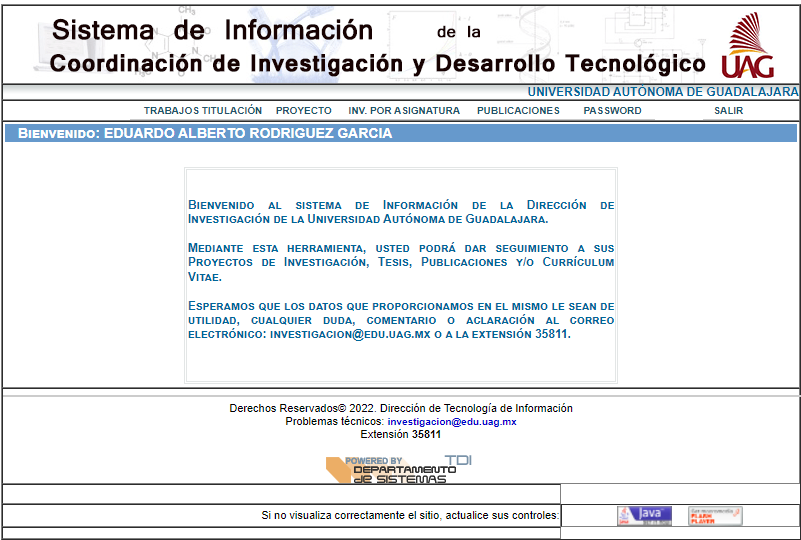 Sistema de Información de la
Coordinación de Investigación y Desarrollo Tecnológico
UAG
UNIVERSIDAD AUTÓNOMA DE GUADALAJARA
TRABAJOS TITULACIÓN PROYECTO INV. POR ASIGNATURA PUBLICACIONES PASSWORD SALIR
BIENVENIDO: EDUARDO ALBERTO RODRIGUEZ GARCIA
BIENVENIDO AL SISTEMA DE INFORMACIÓN DE LA DIRECCIÓN DE
INVESTIGACIÓN DE LA UNIVERSIDAD AUTÓNOMA DE GUADALAJARA.
MEDIANTE ESTA HERRAMIENTA, USTED PODRÁ DAR SEGUIMIENTO A SUS
PROYECTOS DE INVESTIGACIÓN, TESIS, PUBLICACIONES Y/O CURRÍCULUM
VITAE.
ESPERAMOS QUE LOS DATOS QUE PROPORCIONAMOS EN EL MISMO LE SEAN DE
UTILIDAD, CUALQUIER DUDA, COMENTARIO O ACLARACIÓN AL CORREO
ELECTRÓNICO: INVESTIGACION@EDU.UAG.MX O A LA EXTENSIÓN 35811.
Derechos Reservados© 2022. Dirección de Tecnología de Información
Problemas técnicos: investigacion@edu.uag.mx
Extensión 35811
POWERED BY TDI
DEPARTAMENTO
de SISTEMAS
Si no visualiza correctamente el sitio, actualice sus controles:
Java
FLASH
PLAYER